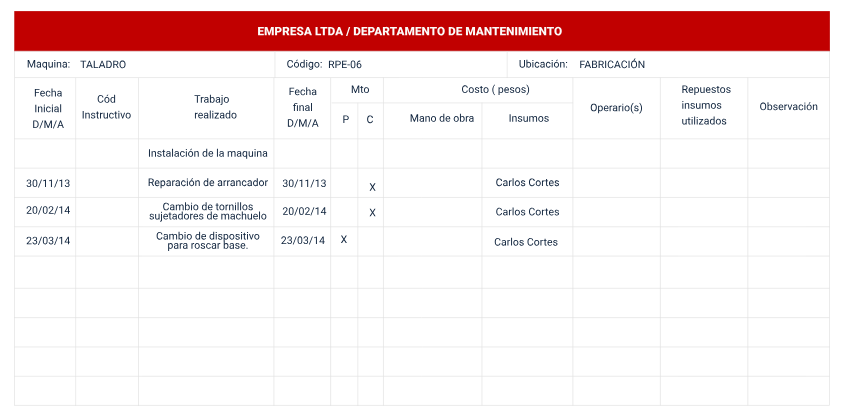 EMPRESA LTDA / DEPARTAMENTO DE MANTENIMIENTO
Maquina: TALADRO Código: RPE-06 Ubicación: FABRICACIÓN
Fecha Inicial D/M/A
Cód Instructivo
Trabajo realizado
Fecha final D/M/A
Mto
P C
Costo ( pesos)
Mano de obra Insumos
Operario(s)
Repuestos insumos utilizados
Observación
Instalación de la maquina
30/11/13 Reparación de arrancador 30/11/13 X Carlos Cortes
20/02/14 Cambio de tornillos sujetadores de machuelo 20/02/14 X Carlos Cortes
23/03/14 Cambio de dispositivo para roscar base. 23/03/14 X Carlos Cortes